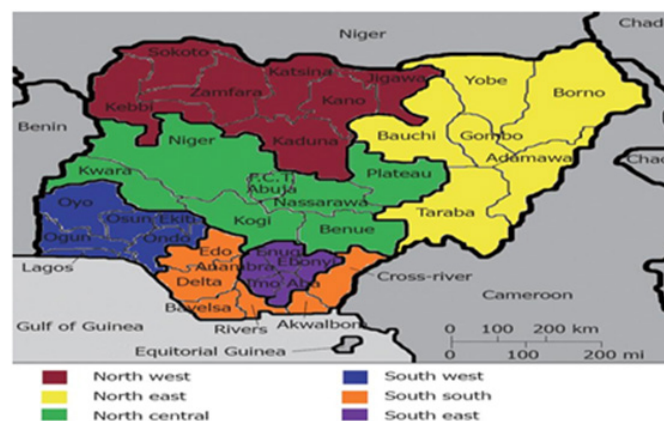 Chad
Niger
Sokoto
Katsina
Jigawa
Yobe
Zamfara
Kano
Borno
Kebbi
Benin
Niger
Kaduna
Bauchi
Gombo
Adamawa
Chad
Kwara
F.C.T.
Abuja
Plateau
Nassarawa
Oyo
Taraba
Osun
Ekiti
Kogi
Benue
Ogun
Ondo
Edo
Enugu
Ebonyi
Lagos
Anambra
Cross-river
Delta
Imo
Aba
Cameroon
Bayelsa
Gulf of Guinea
Rivers
Akwalbon
Equitorial Guinea
0 100 200 km
0 100 200 mi
North west
South west
North east
South south
North central
South east